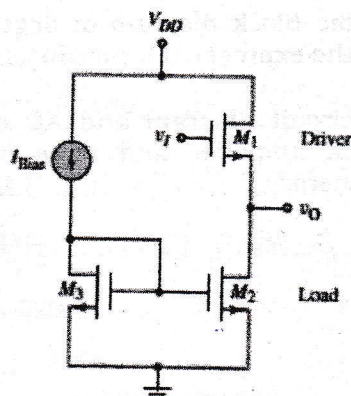 V_DD
v_I
M_1
Driver
I_Bias
v_O
M_3
M_2
Load